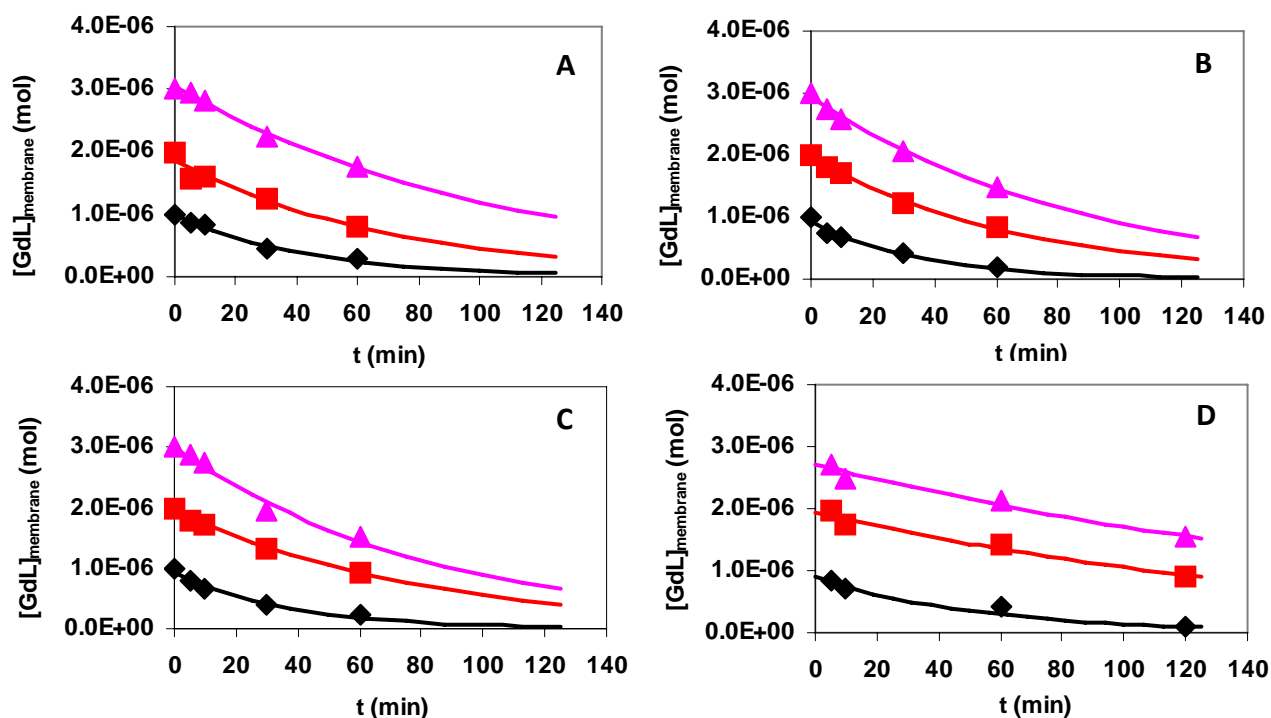 4.0E-06
3.0E-06
2.0E-06
1.0E-06
0.0E+00
[GdL]membrane (mol)
A
0 20 40 60 80 100 120 140
t (min)
4.0E-06
3.0E-06
2.0E-06
1.0E-06
0.0E+00
[GdL]membrane (mol)
B
0 20 40 60 80 100 120 140
t (min)
4.0E-06
3.0E-06
2.0E-06
1.0E-06
0.0E+00
[GdL]membrane (mol)
C
0 20 40 60 80 100 120 140
t (min)
4.0E-06
3.0E-06
2.0E-06
1.0E-06
0.0E+00
[GdL]membrane (mol)
D
0 20 40 60 80 100 120 140
t (min)